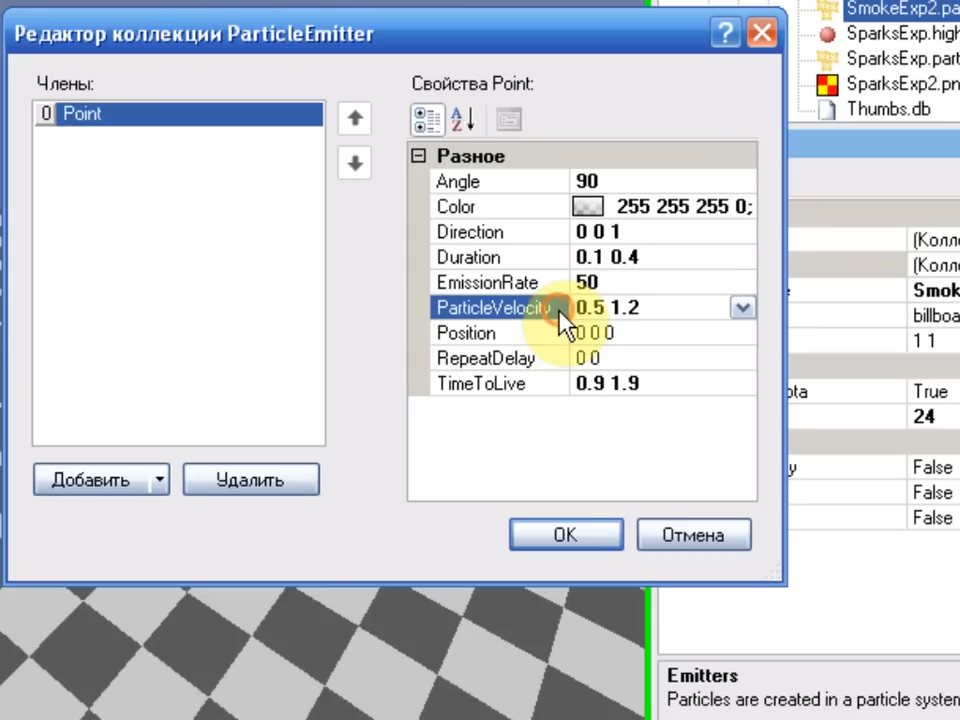 Редактор коллекции ParticleEmitter
Члены:
0 Point
Добавить
Удалить
Свойства Point:
Разное
Angle 90
Color 255 255 255 0;
Direction 0 0 1
Duration 0.1 0.4
EmissionRate 50
ParticleVelocity 0.5 1.2
Position 0 0 0
RepeatDelay 0 0
TimeToLive 0.9 1.9
OK
Отмена
SmokeExp2.pa
SparksExp.high
SparksExp.part
SparksExp2.pn
Thumbs.db
(Колле
(Колле
Smok
billboa
1 1
ota True
24
y False
False
False
Emitters
Particles are created in a particle system